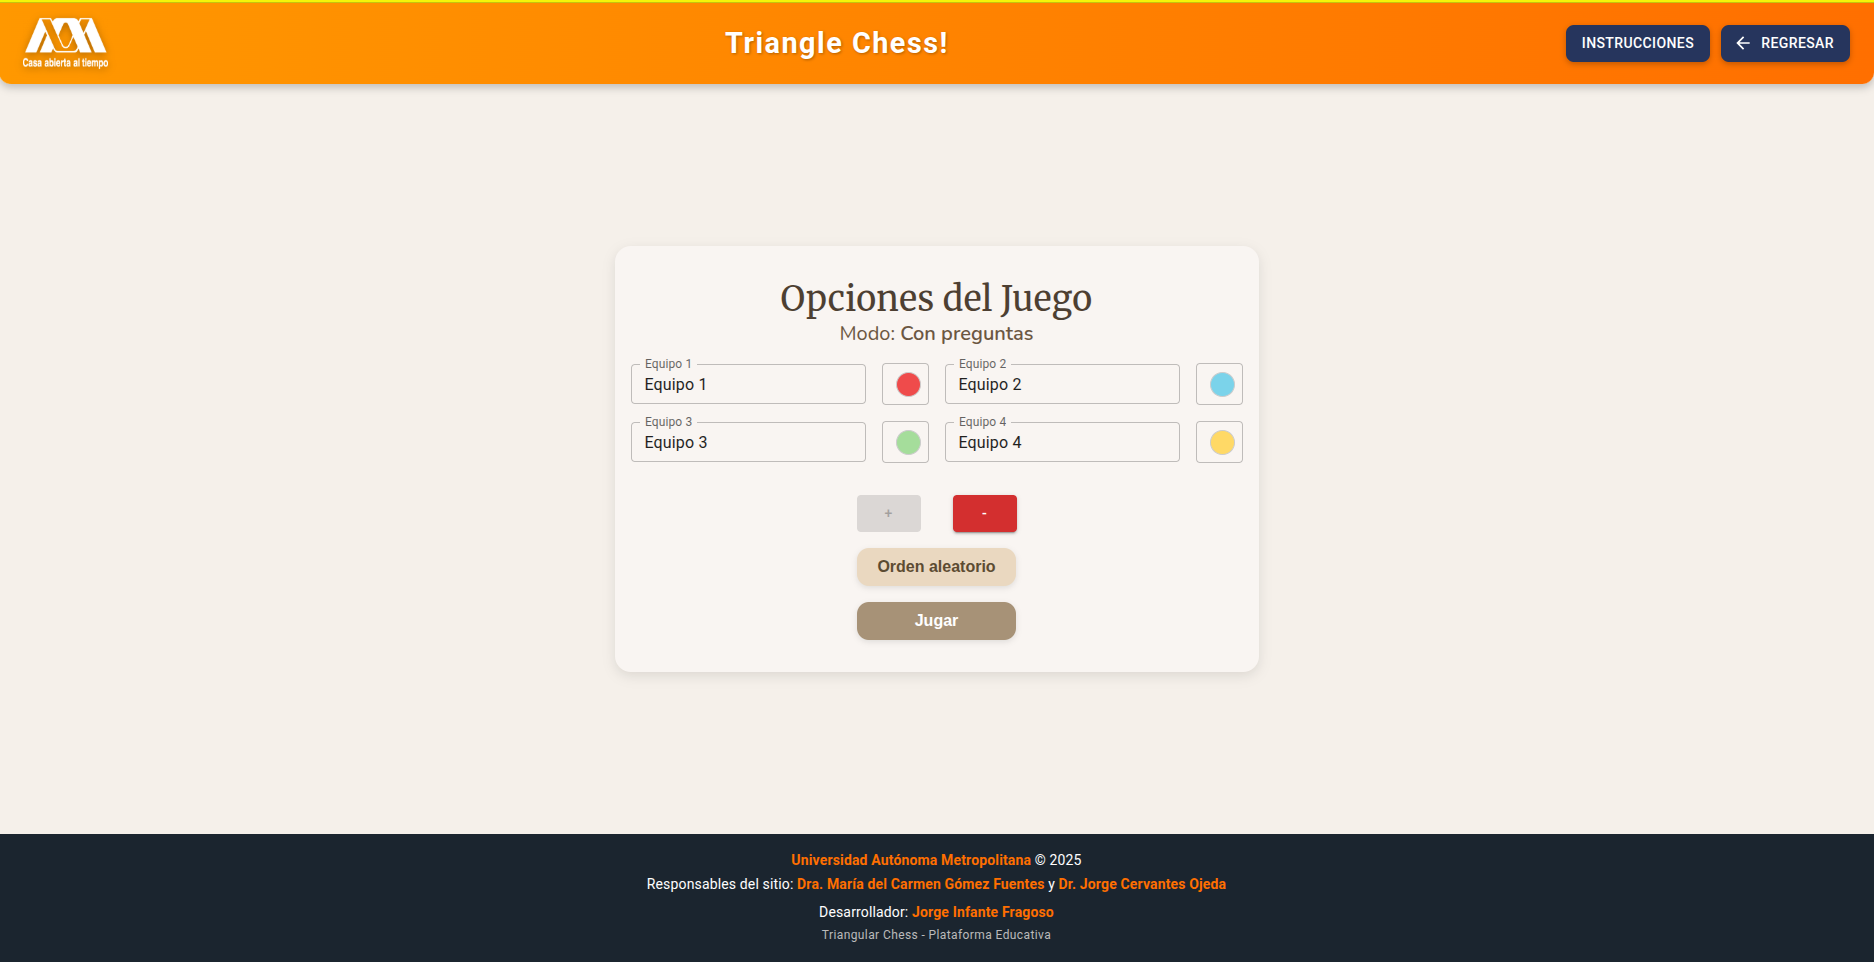 Casa abierta al tiempo
Triangle Chess!
INSTRUCCIONES
REGRESAR
Opciones del Juego
Modo: Con preguntas
Equipo 1
Equipo 1
Equipo 2
Equipo 2
Equipo 3
Equipo 3
Equipo 4
Equipo 4
+
-
Orden aleatorio
Jugar
Universidad Autónoma Metropolitana © 2025
Responsables del sitio: Dra. María del Carmen Gómez Fuentes y Dr. Jorge Cervantes Ojeda
Desarrollador: Jorge Infante Fragoso
Triangular Chess - Plataforma Educativa